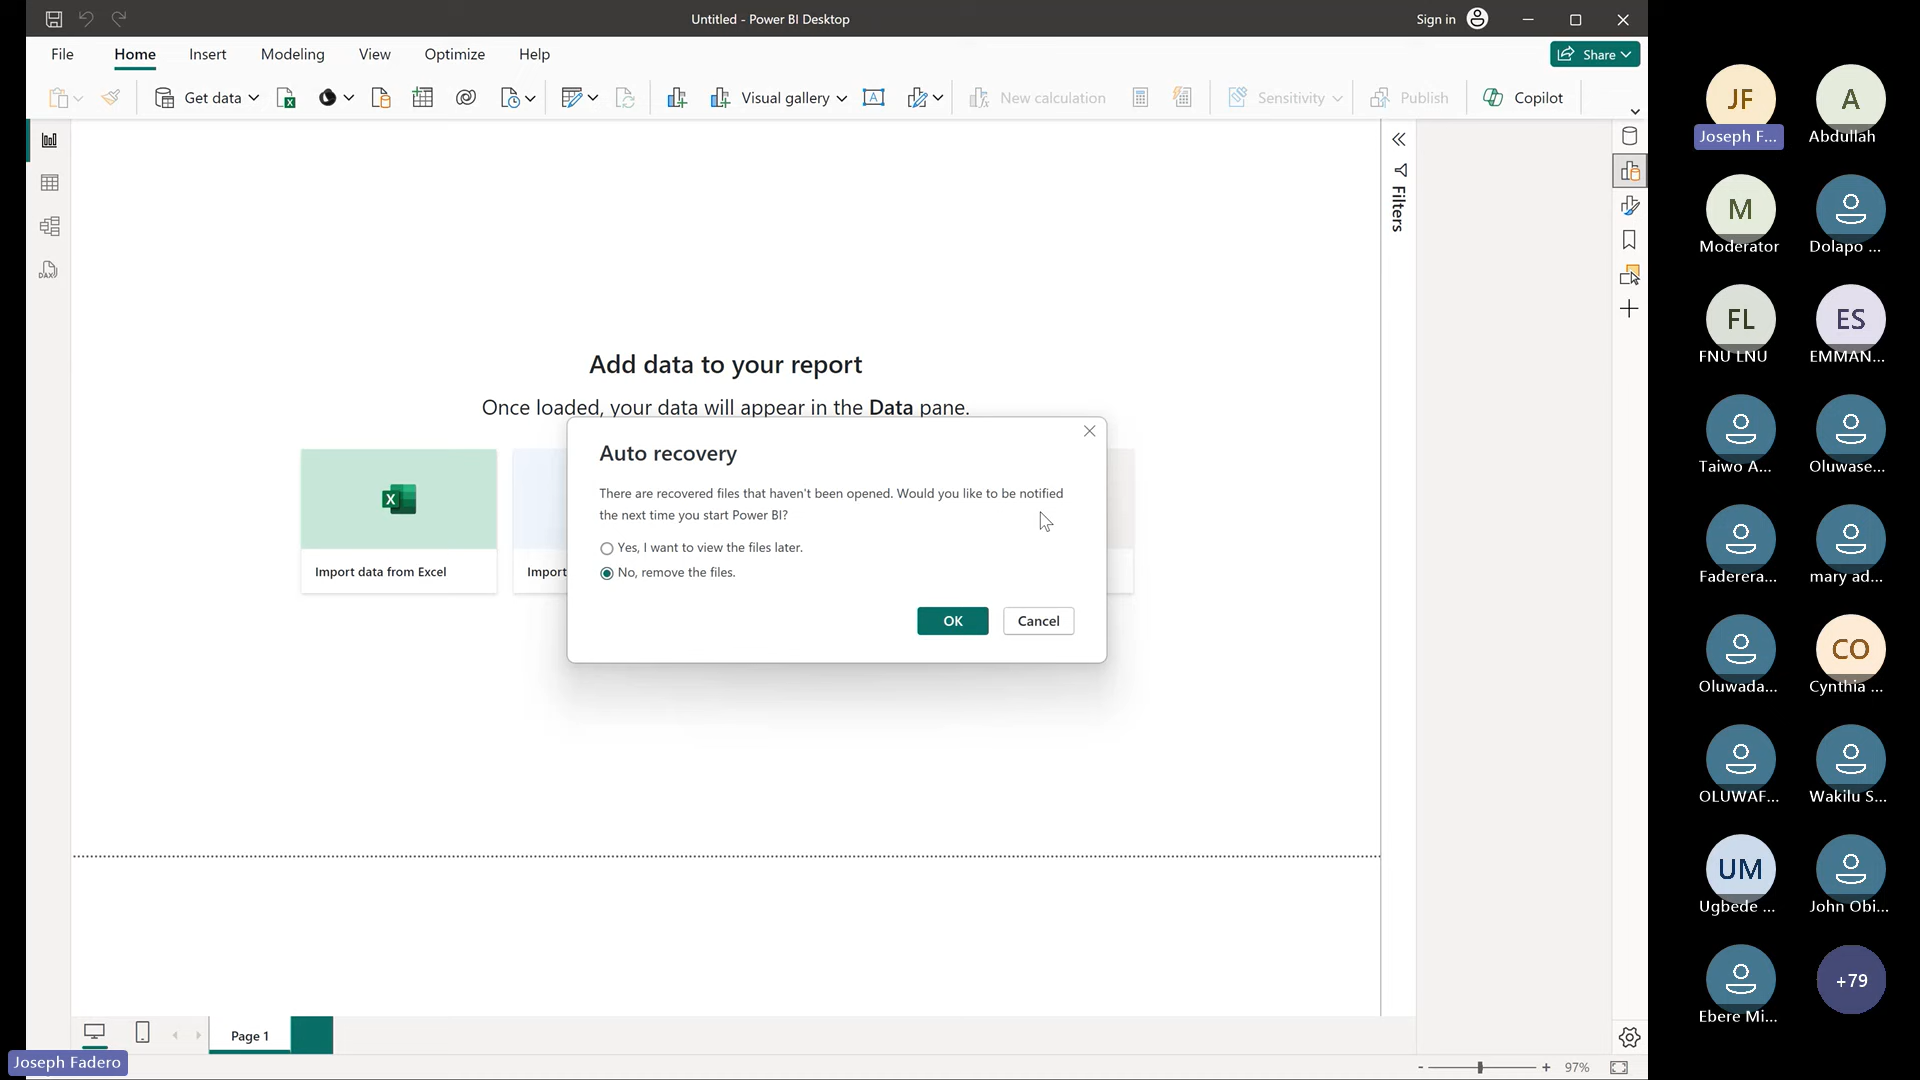 Untitled - Power BI Desktop
Sign in
File Home Insert Modeling View Optimize Help
Share
Get data
Visual gallery
New calculation
Sensitivity
Publish
Copilot
DAX
Filters
Add data to your report
Once loaded, your data will appear in the Data pane.
Import data from Excel
Import
Auto recovery
There are recovered files that haven't been opened. Would you like to be notified
the next time you start Power BI?
Yes, I want to view the files later.
No, remove the files.
OK
Cancel
Page 1
Joseph Fadero
- + 97%
JF
Joseph F...
A
Abdullah
M
Moderator
Dolapo ...
FL
FNU LNU
ES
EMMAN...
Taiwo A...
Oluwase...
Faderera...
mary ad...
Oluwada...
CO
Cynthia ...
OLUWAF...
Wakilu S...
UM
Ugbede ...
John Obi...
Ebere Mi...
+79